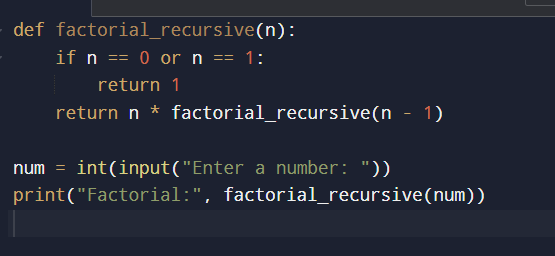 def factorial_recursive(n):
    if n == 0 or n == 1:
        return 1
    return n * factorial_recursive(n - 1)

num = int(input("Enter a number: "))
print("Factorial:", factorial_recursive(num))